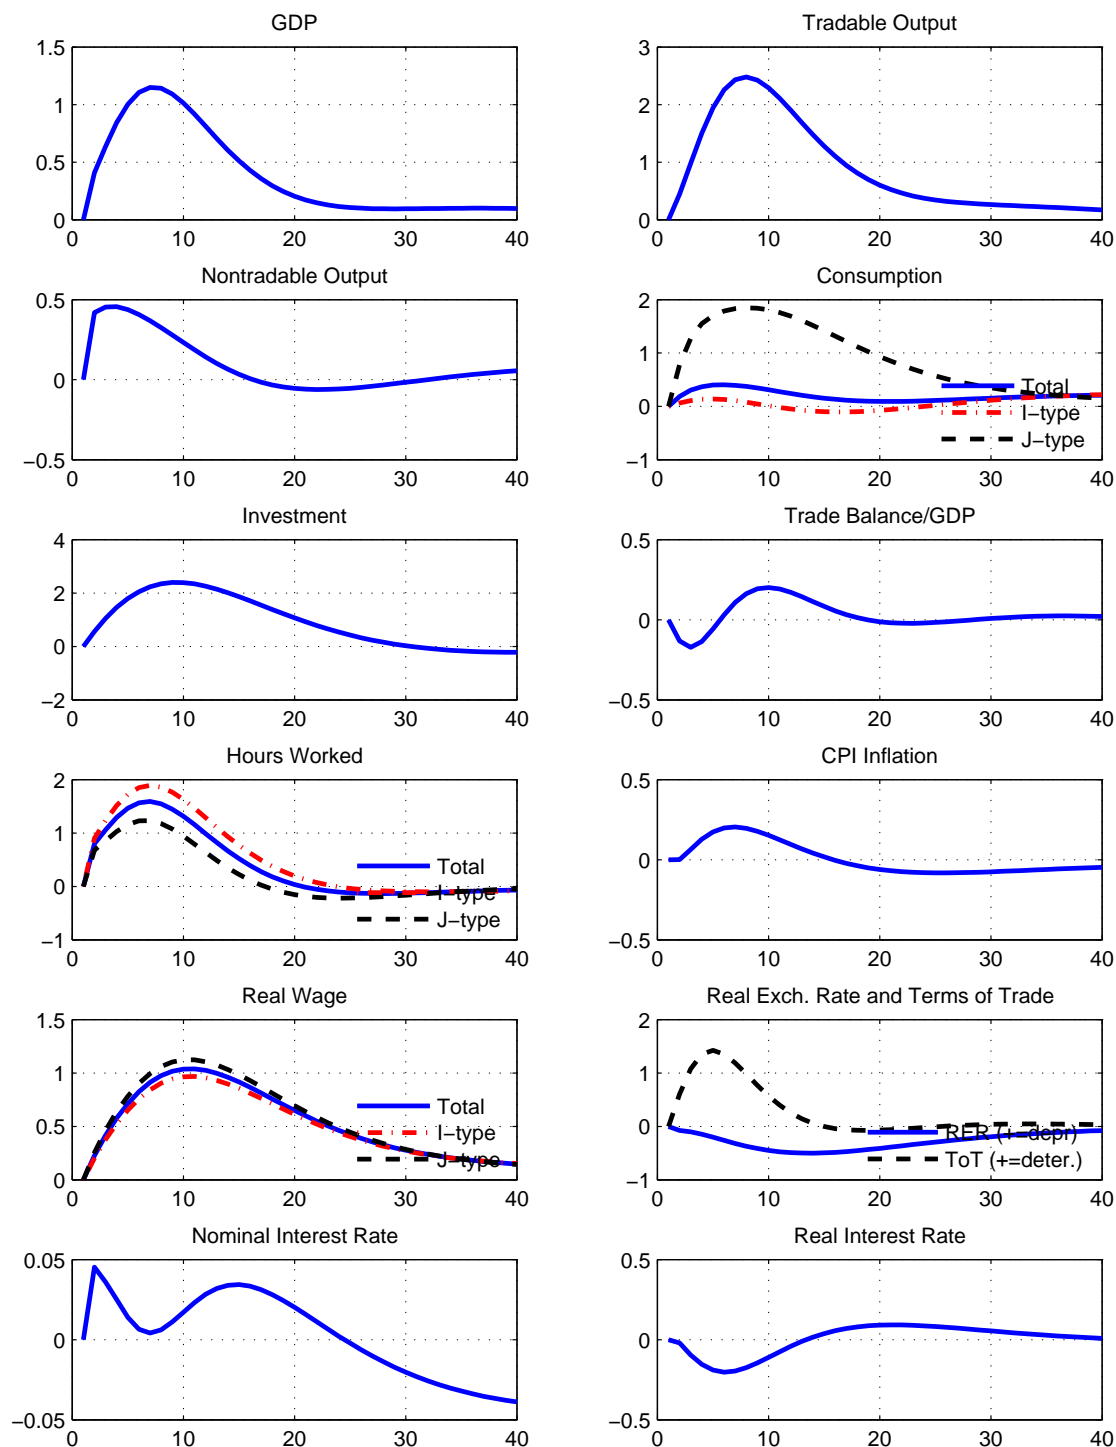 GDP
1.5
1
0.5
0
0 10 20 30 40
Tradable Output
3
2
1
0
0 10 20 30 40
Nontradable Output
0.5
0
−0.5
0 10 20 30 40
Consumption
2
1
0
−1
0 10 20 30 40
Total
I−type
J−type
Investment
4
2
0
−2
0 10 20 30 40
Trade Balance/GDP
0.5
0
−0.5
0 10 20 30 40
Hours Worked
2
1
0
−1
0 10 20 30 40
Total
I−type
J−type
CPI Inflation
0.5
0
−0.5
0 10 20 30 40
Real Wage
1.5
1
0.5
0
0 10 20 30 40
Total
I−type
J−type
Real Exch. Rate and Terms of Trade
2
1
0
−1
0 10 20 30 40
RER (+=depr)
ToT (+=deter.)
Nominal Interest Rate
0.05
0
−0.05
0 10 20 30 40
Real Interest Rate
0.5
0
−0.5
0 10 20 30 40